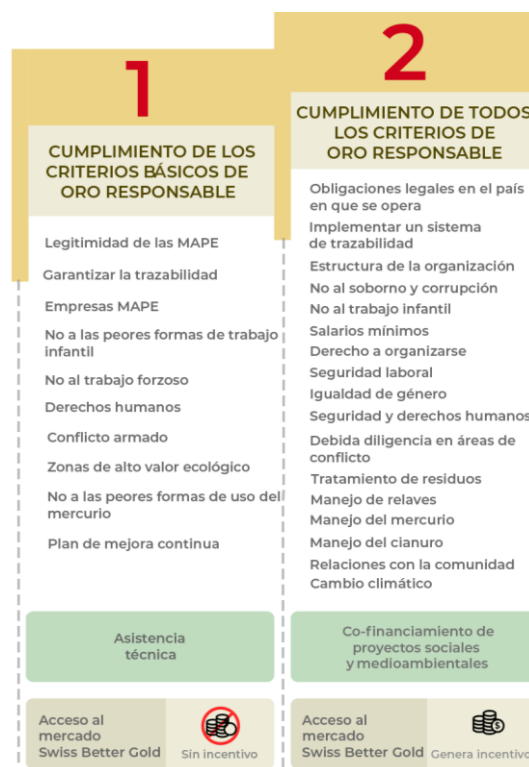 1
CUMPLIMIENTO DE LOS
CRITERIOS BÁSICOS DE
ORO RESPONSABLE
Legitimidad de las MAPE
Garantizar la trazabilidad
Empresas MAPE
No a las peores formas de trabajo
infantil
No al trabajo forzoso
Derechos humanos
Conflicto armado
Zonas de alto valor ecológico
No a las peores formas de uso del
mercurio
Plan de mejora continua
Asistencia
técnica
Acceso al
mercado
Swiss Better Gold
Sin incentivo
2
CUMPLIMIENTO DE TODOS
LOS CRITERIOS DE
ORO RESPONSABLE
Obligaciones legales en el país
en que se opera
Implementar un sistema
de trazabilidad
Estructura de la organización
No al soborno y corrupción
No al trabajo infantil
Salarios mínimos
Derecho a organizarse
Seguridad laboral
Igualdad de género
Seguridad y derechos humanos
Debida diligencia en áreas de
conflicto
Tratamiento de residuos
Manejo de relaves
Manejo del mercurio
Manejo del cianuro
Relaciones con la comunidad
Cambio climático
Co-financiamiento de
proyectos sociales
y medioambientales
Acceso al
mercado
Swiss Better Gold
Genera incentivo